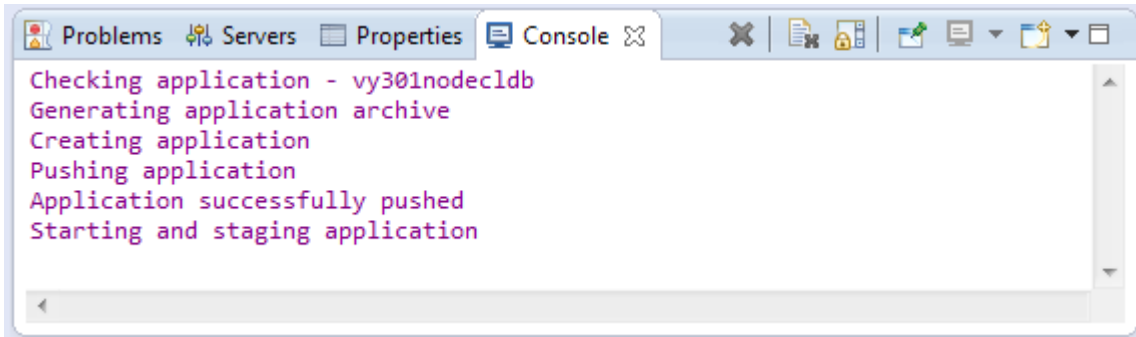 Problems Servers Properties Console
Checking application - vy301nodecldb
Generating application archive
Creating application
Pushing application
Application successfully pushed
Starting and staging application